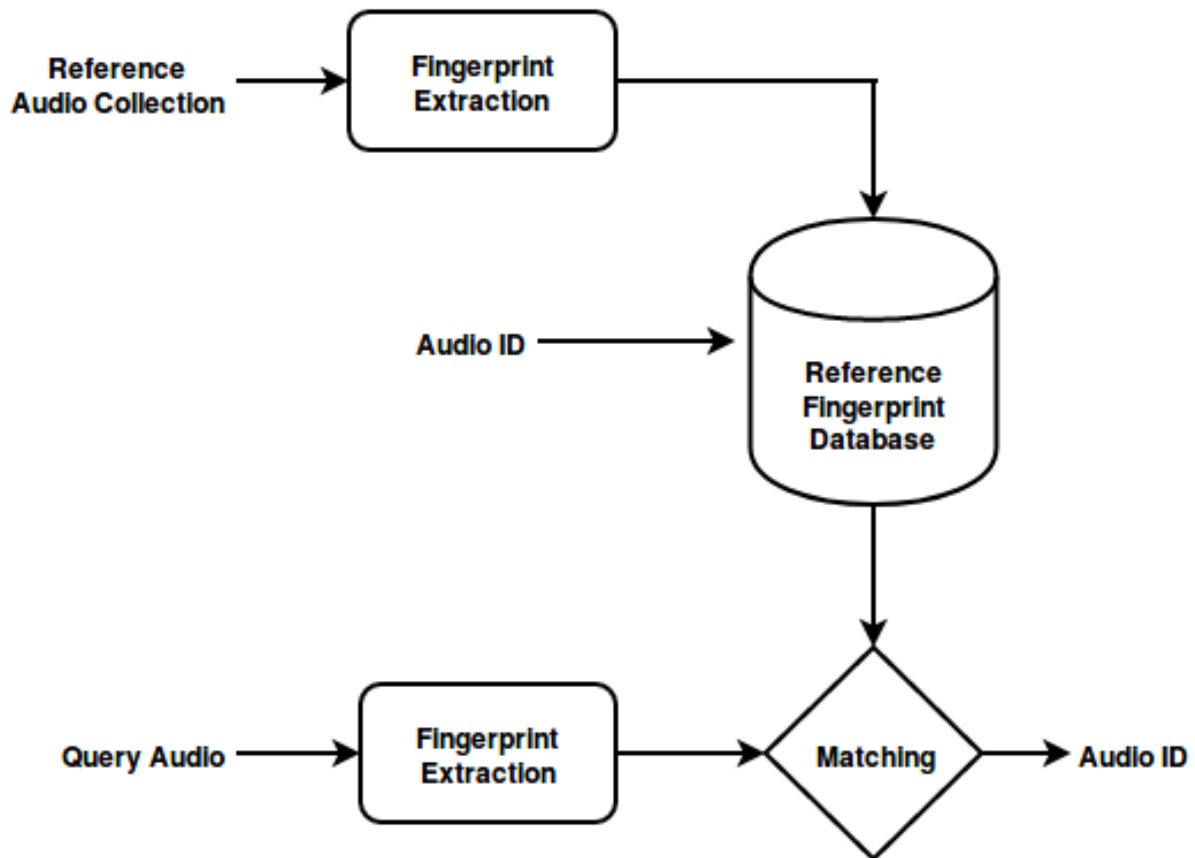 Reference
Audio Collection
Fingerprint
Extraction
Audio ID
Reference
Fingerprint
Database
Query Audio
Fingerprint
Extraction
Matching
Audio ID